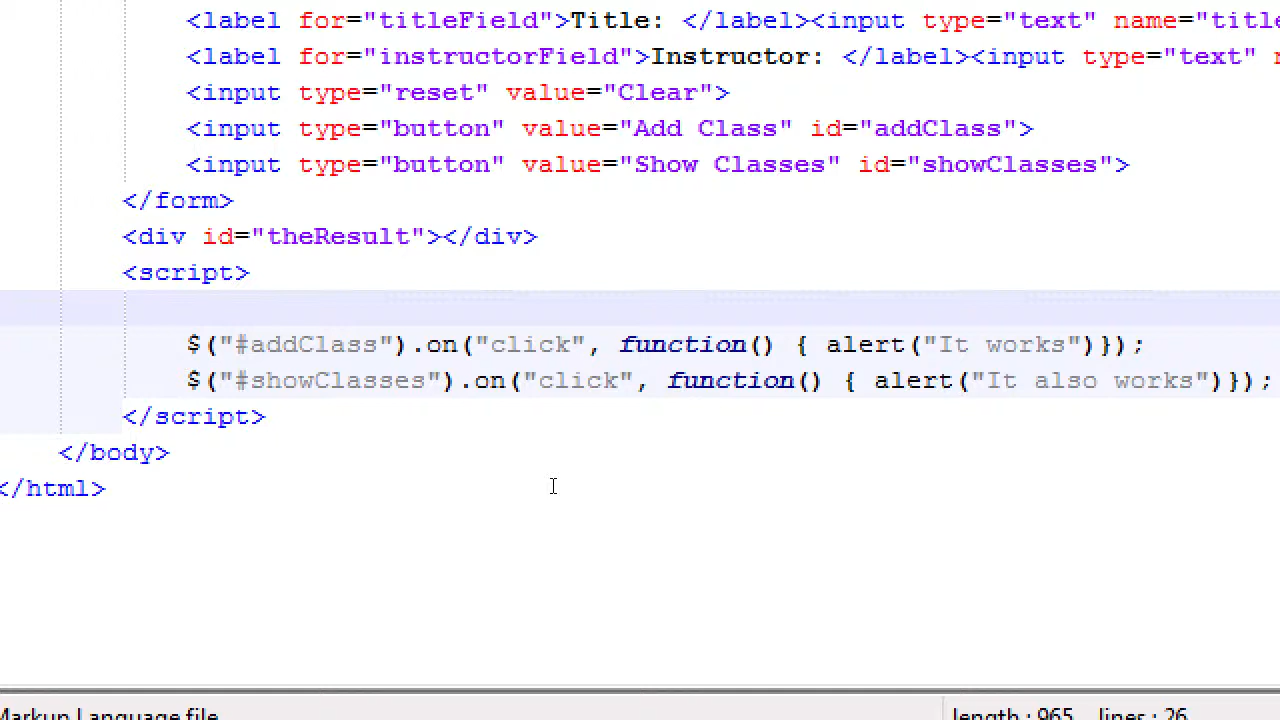 <label for="titleField">Title: </label><input type="text" name="title
<label for="instructorField">Instructor: </label><input type="text"
<input type="reset" value="Clear">
<input type="button" value="Add Class" id="addClass">
<input type="button" value="Show Classes" id="showClasses">
</form>
<div id="theResult"></div>
<script>
$("#addClass").on("click", function() { alert("It works")});
$("#showClasses").on("click", function() { alert("It also works")});
</script>
</body>
</html>
Markup Language file length : 965 lines : 26